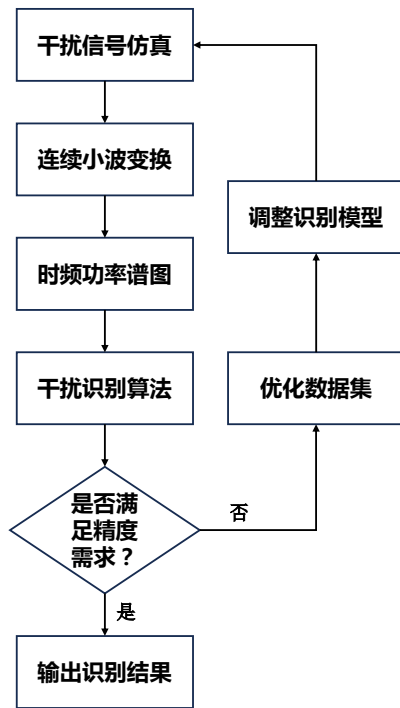 干扰信号仿真
连续小波变换
调整识别模型
时频功率谱图
干扰识别算法
优化数据集
是否满
足精度
需求？
否
是
输出识别结果